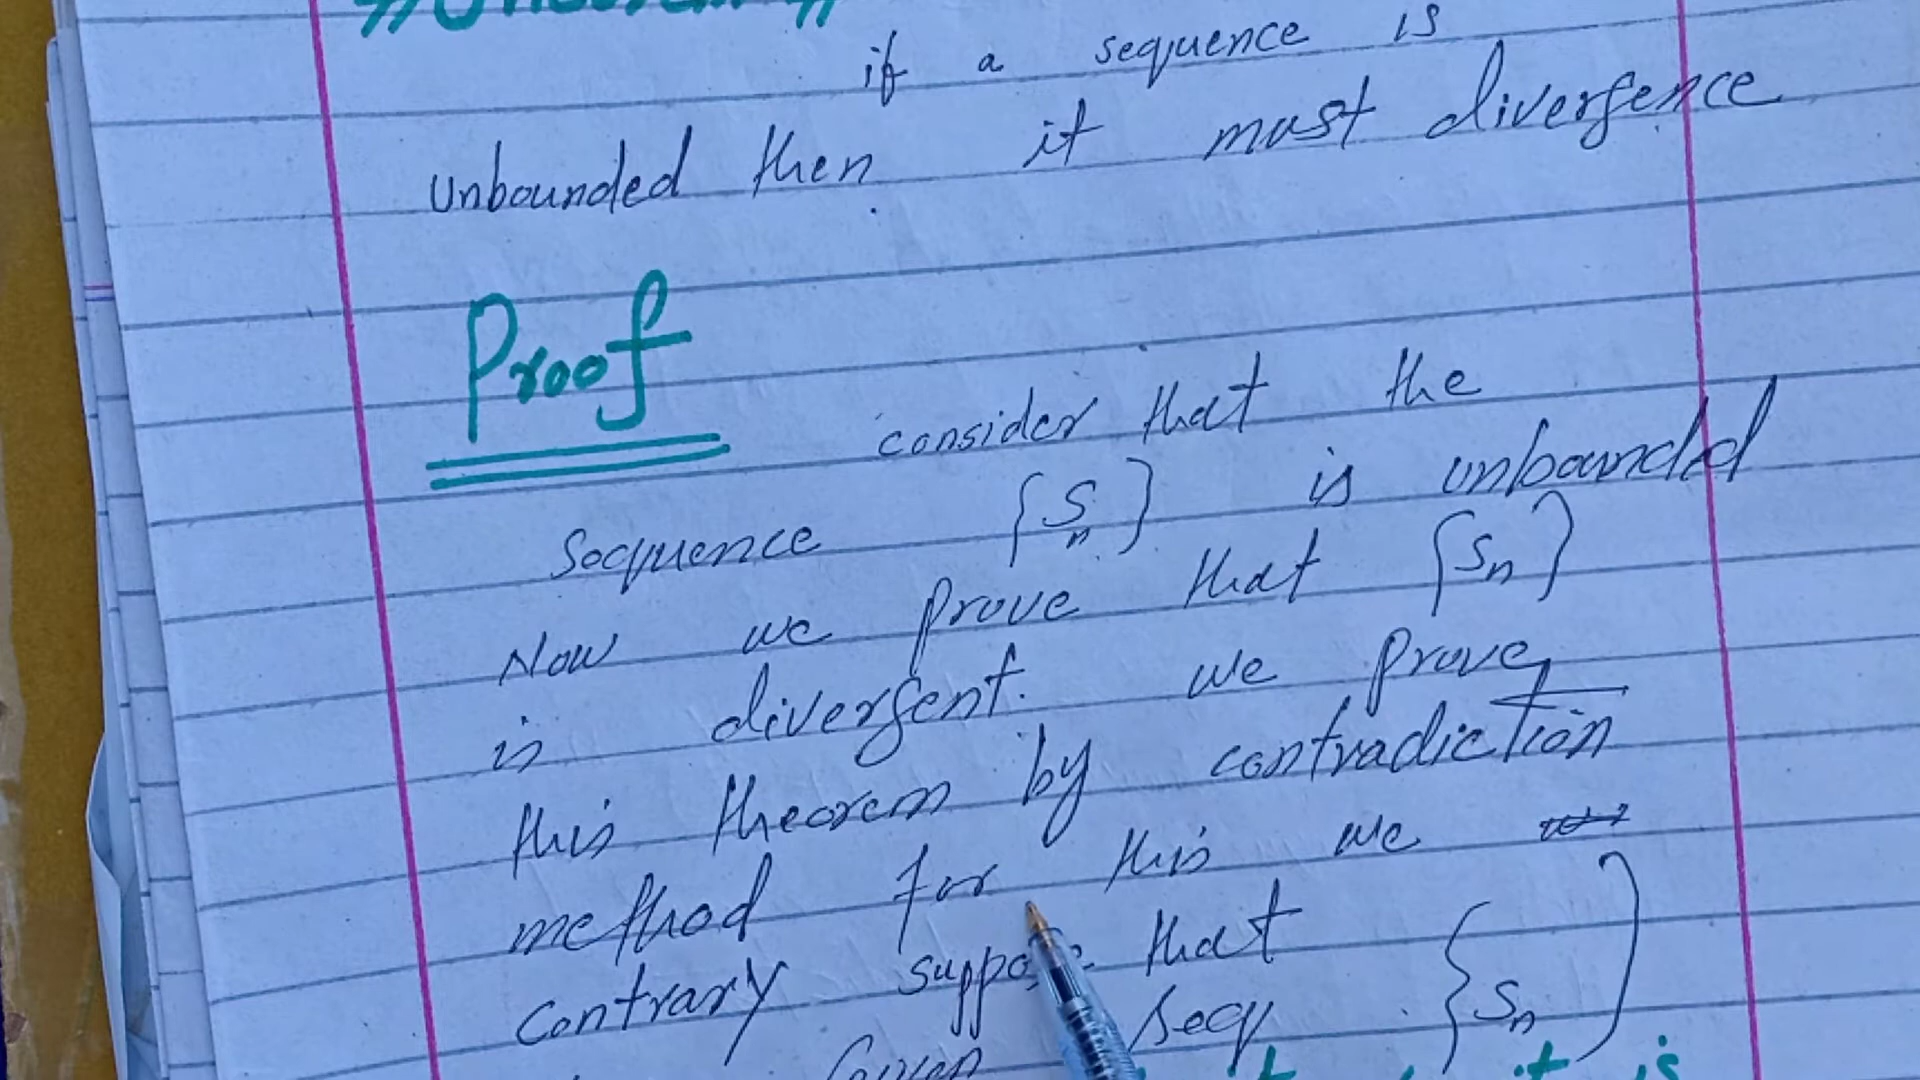 if a sequence is
unbounded then it must divergence
Proof
consider that the
Sequence {Sn} is unbounded
Now we prove that {Sn}
is divergent. we prove
this theorem by contradiction
method for this we
contrary suppose that {Sn}
Given seq